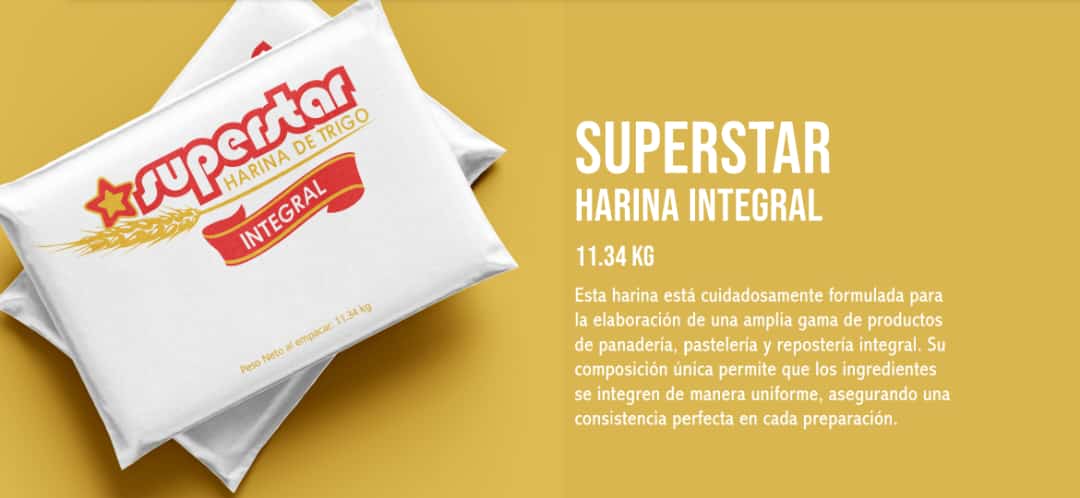 superstar
HARINA DE TRIGO
INTEGRAL
Peso Neto al empacar: 11.34 kg
SUPERSTAR
HARINA INTEGRAL
11.34 KG
Esta harina está cuidadosamente formulada para
la elaboración de una amplia gama de productos
de panadería, pastelería y repostería integral. Su
composición única permite que los ingredientes
se integren de manera uniforme, asegurando una
consistencia perfecta en cada preparación.